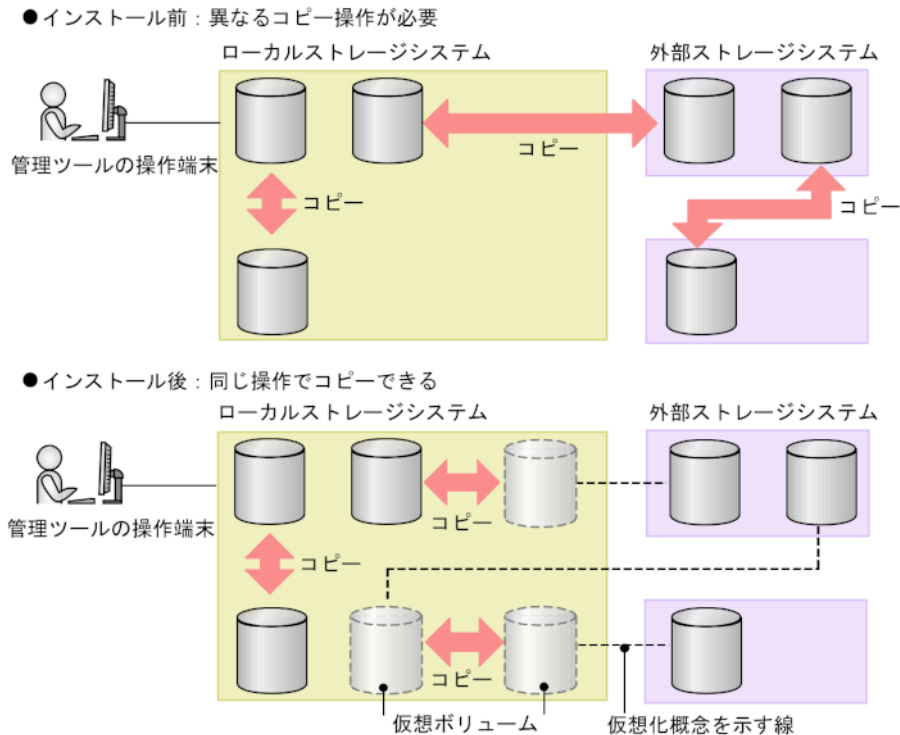 ●インストール前：異なるコピー操作が必要
ローカルストレージシステム
外部ストレージシステム
管理ツールの操作端末
コピー
コピー
コピー
●インストール後：同じ操作でコピーできる
ローカルストレージシステム
外部ストレージシステム
管理ツールの操作端末
コピー
コピー
コピー
仮想ボリューム
仮想化概念を示す線